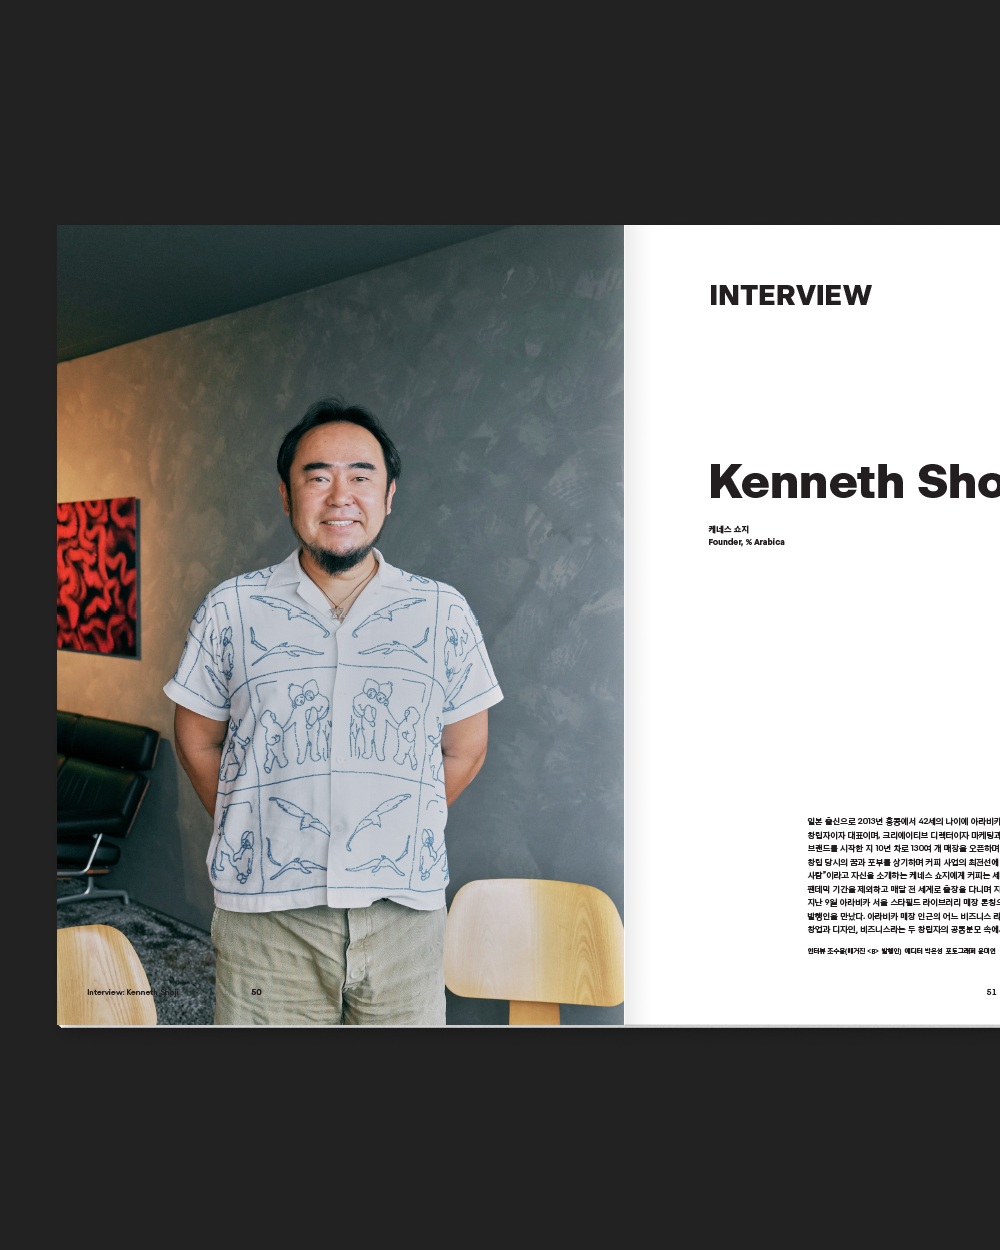 INTERVIEW
Kenneth Sho
케네스 쇼지
Founder, % Arabica
일본 출신으로 2013년 홍콩에서 42세의 나이에 아라비카
창립자이자 대표이며, 크리에이티브 디렉터이자 마케팅과
브랜드를 시작한 지 10년 차로 130여 개 매장을 오픈하며
창립 당시의 꿈과 포부를 상기하며 커피 사업의 최전선에
사람”이라고 자신을 소개하는 케네스 쇼지에게 커피는 세
팬데믹 기간을 제외하고 매달 전 세계로 출장을 다니며 지
지난 9월 아라비카 서울 스타필드 라이브러리 매장 론칭으
발행인을 만났다. 아라비카 매장 인근의 어느 비즈니스 라
창업과 디자인, 비즈니스라는 두 창립자의 공통분모 속에
인터뷰 조수용(매거진 <B> 발행인) 에디터 박은성 포토그래퍼 윤미연
Interview: Kenneth Shoji
50
51